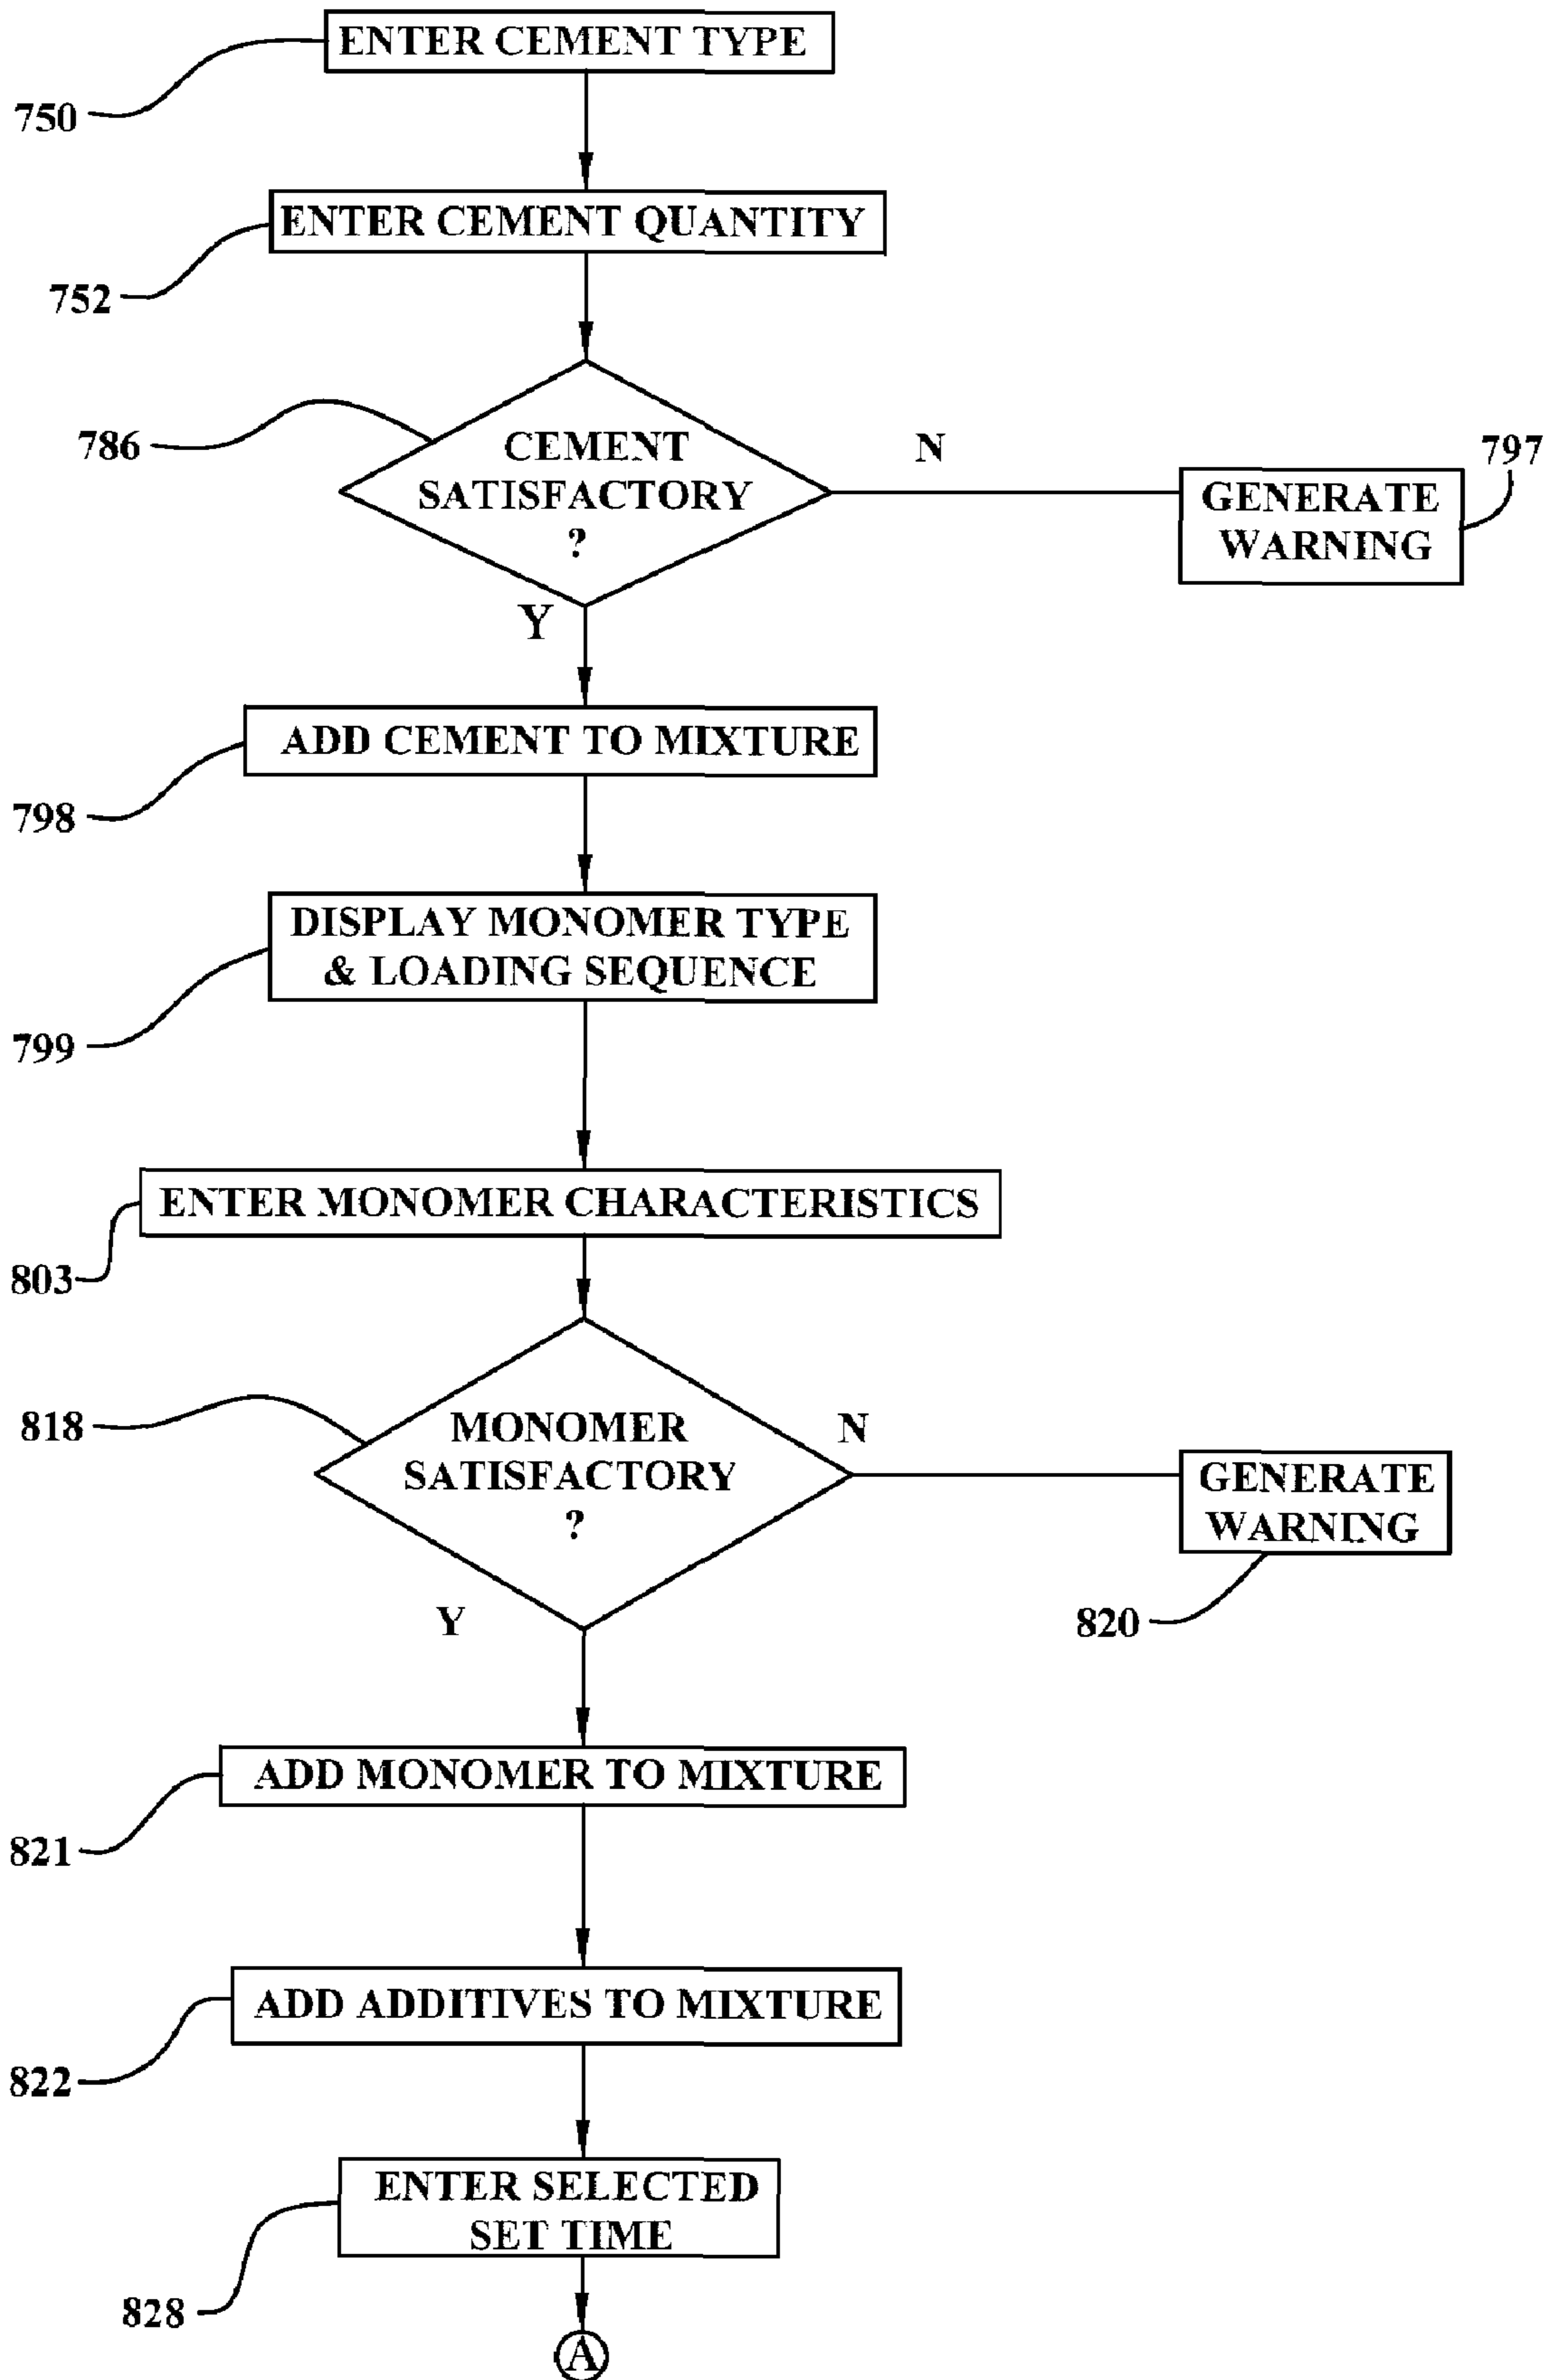 ENTER CEMENT TYPE
750
ENTER CEMENT QUANTITY
752
786
CEMENT
SATISFACTORY
?
N
797
GENERATE
WARNING
Y
ADD CEMENT TO MIXTURE
798
DISPLAY MONOMER TYPE
& LOADING SEQUENCE
799
ENTER MONOMER CHARACTERISTICS
803
818
MONOMER
SATISFACTORY
?
N
GENERATE
WARNING
820
Y
ADD MONOMER TO MIXTURE
821
ADD ADDITIVES TO MIXTURE
822
ENTER SELECTED
SET TIME
828
A